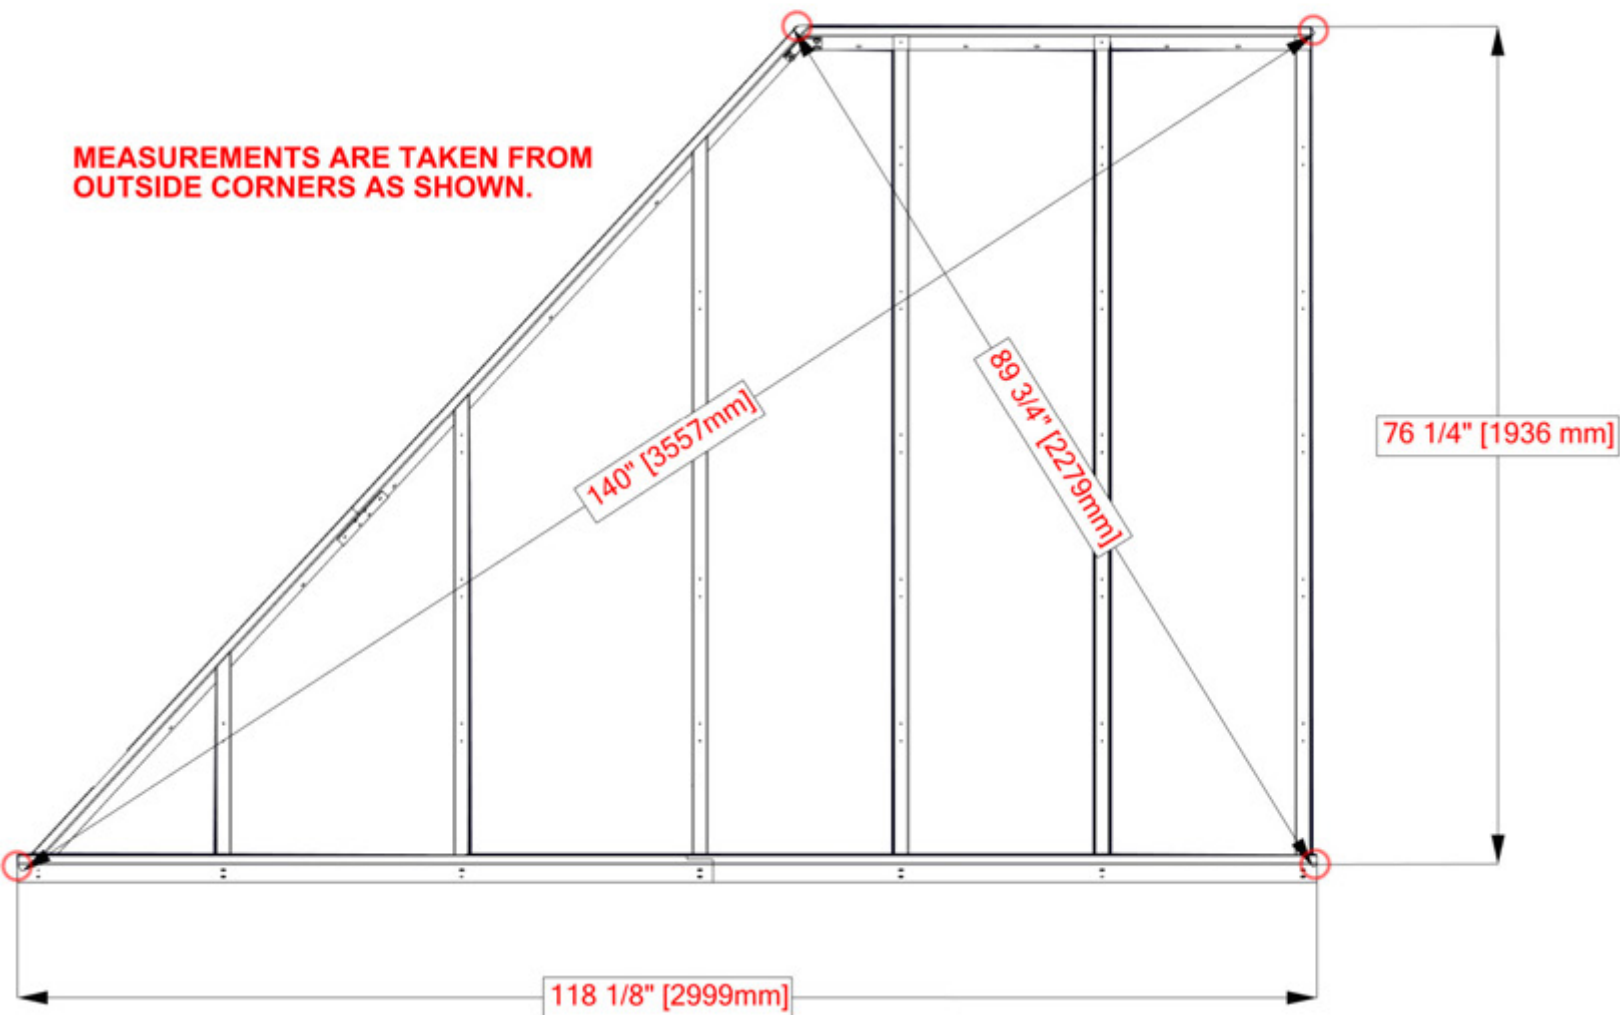 MEASUREMENTS ARE TAKEN FROM
OUTSIDE CORNERS AS SHOWN.
140" [3557mm]
89 3/4" [2279mm]
76 1/4" [1936 mm]
118 1/8" [2999mm]